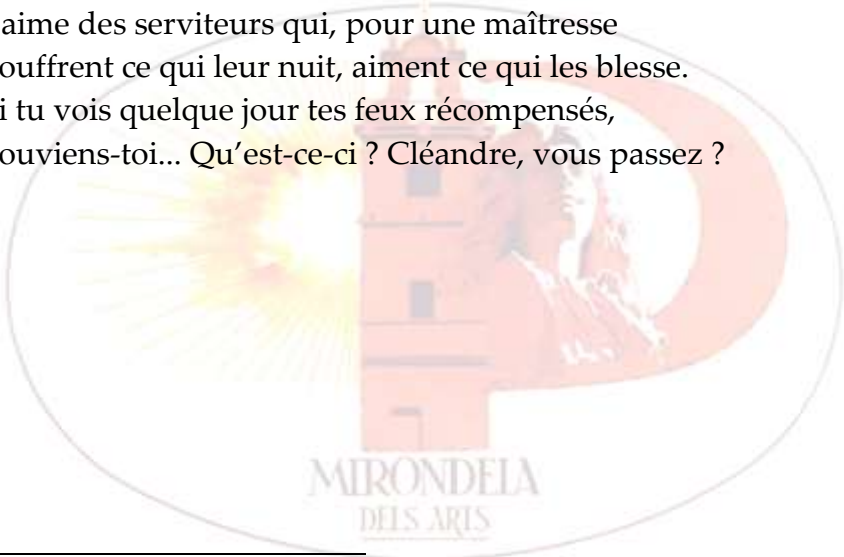 aime des serviteurs qui, pour une maîtresse
ouffrent ce qui leur nuit, aiment ce qui les blesse.
i tu vois quelque jour tes feux récompensés,
ouviens-toi... Qu’est-ce-ci ? Cléandre, vous passez ?
MIRONDELA
DELS ARTS